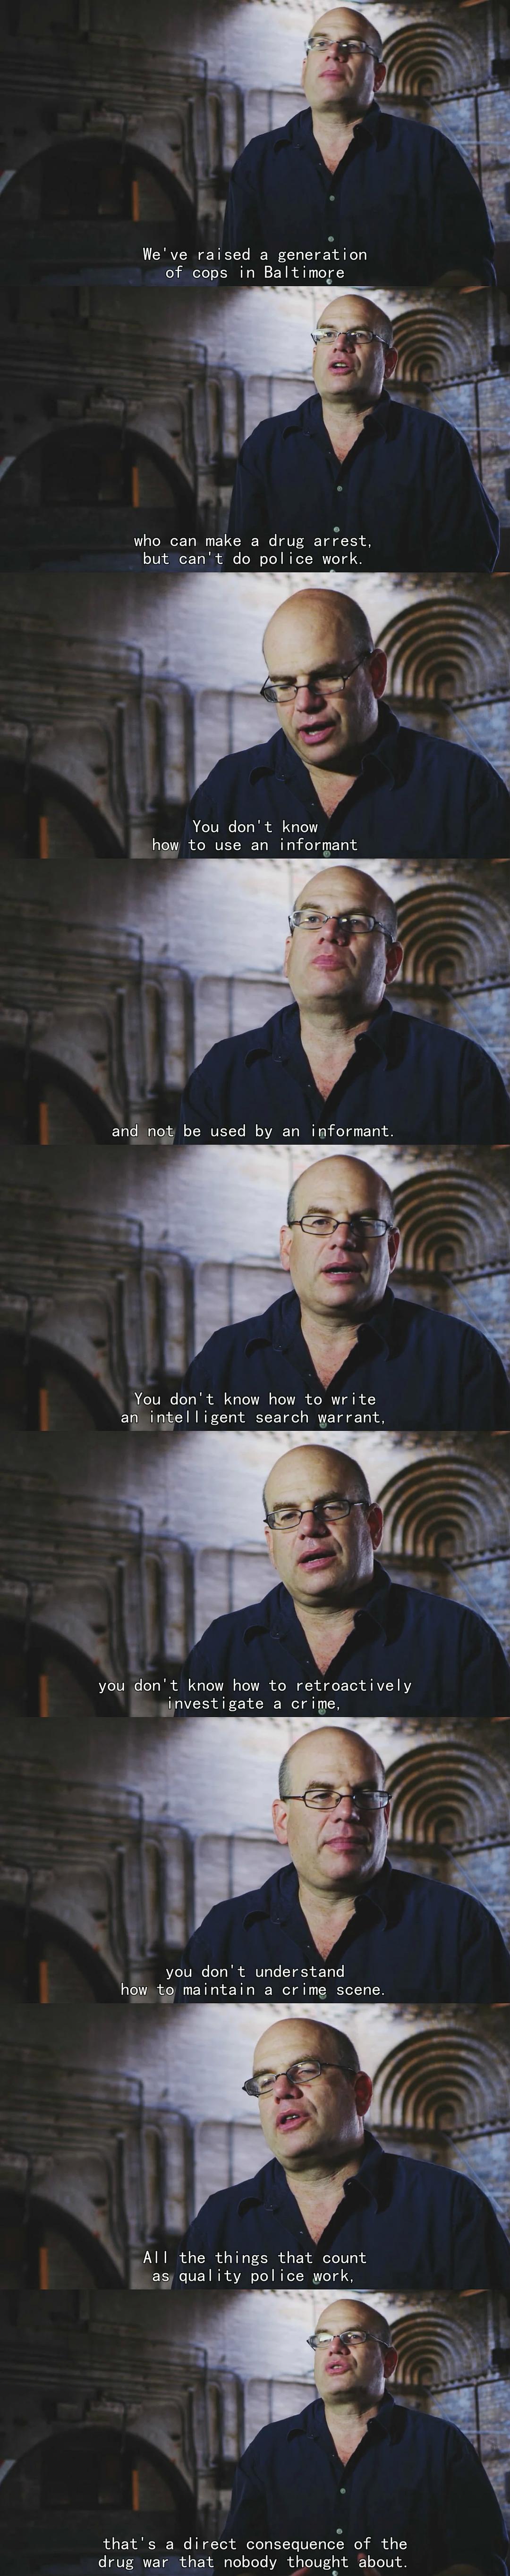 We've raised a generation
of cops in Baltimore
who can make a drug arrest,
but can't do police work.
You don't know
how to use an informant
and not be used by an informant.
You don't know how to write
an intelligent search warrant,
you don't know how to retroactively
investigate a crime,
you don't understand
how to maintain a crime scene.
All the things that count
as quality police work,
that's a direct consequence of the
drug war that nobody thought about.